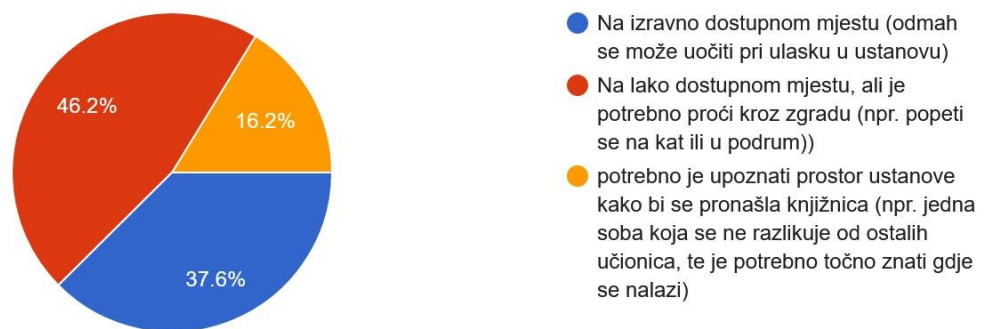 46.2%
16.2%
37.6%
Na izravno dostupnom mjestu (odmah
se može uočiti pri ulasku u ustanovu)
Na lako dostupnom mjestu, ali je
potrebno proći kroz zgradu (npr. popeti
se na kat ili u podrum))
potrebno je upoznati prostor ustanove
kako bi se pronašla knjižnica (npr. jedna
soba koja se ne razlikuje od ostalih
učionica, te je potrebno točno znati gdje
se nalazi)